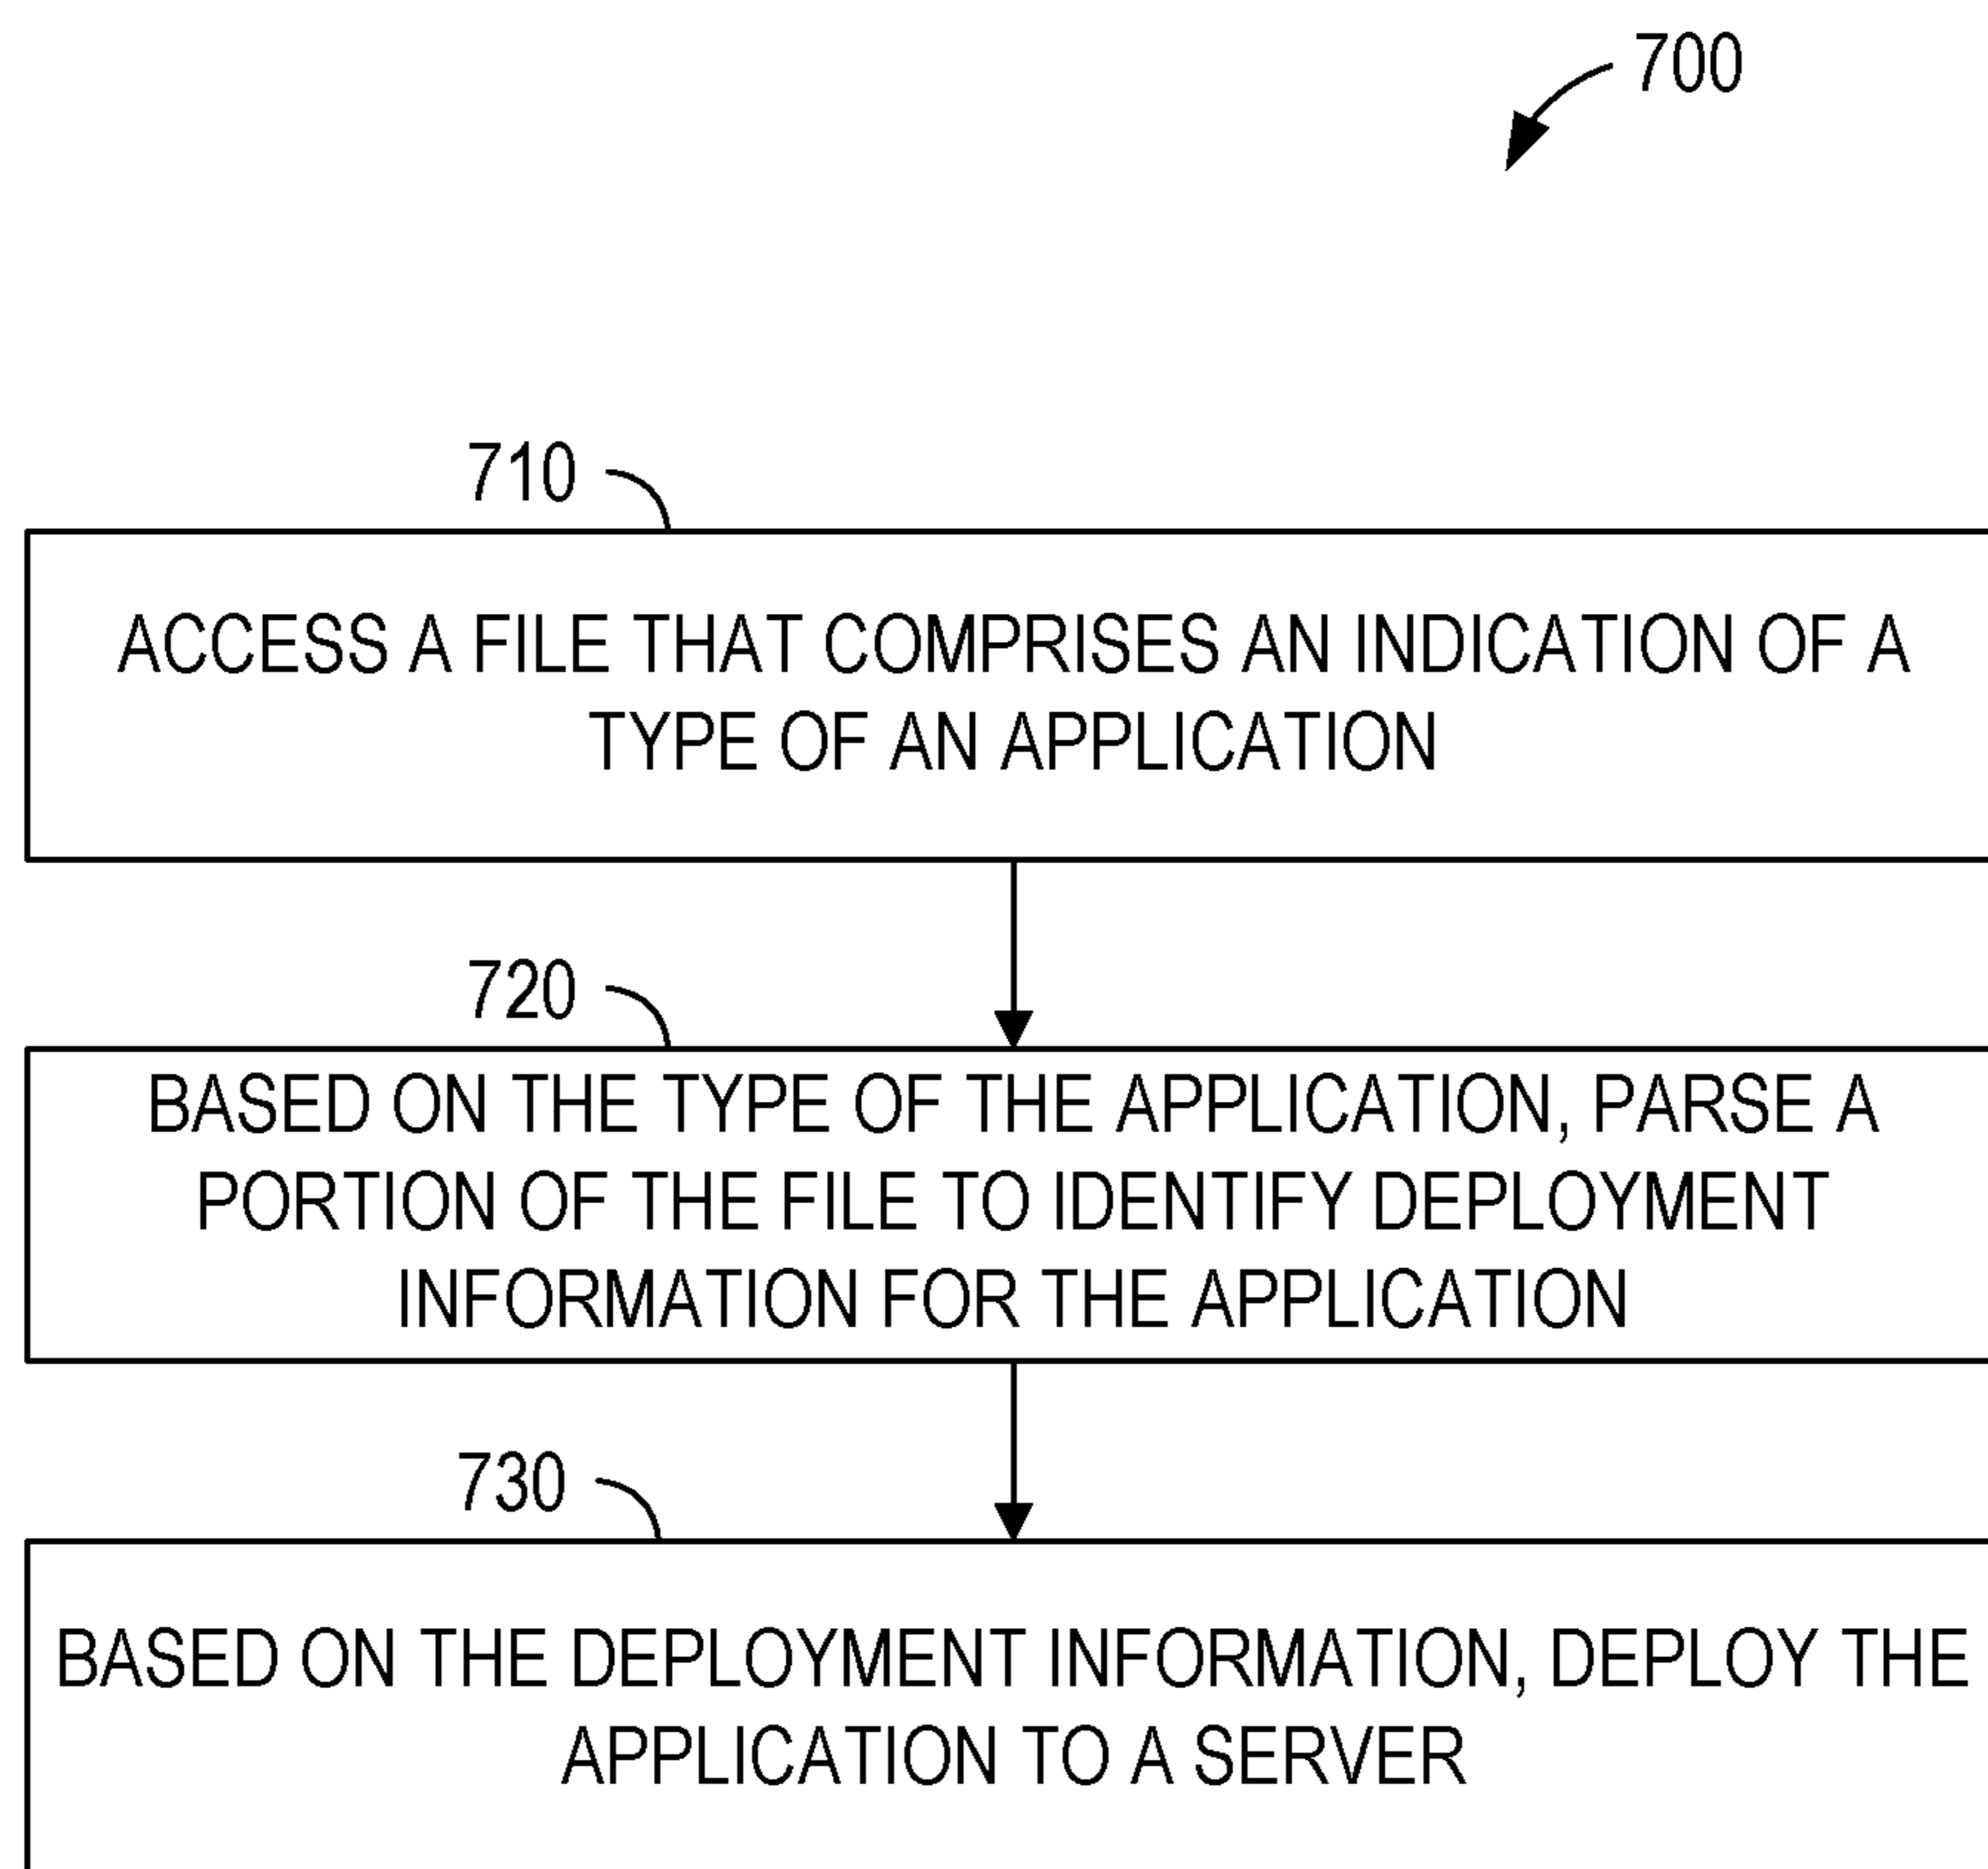 700
710
ACCESS A FILE THAT COMPRISES AN INDICATION OF A
TYPE OF AN APPLICATION
720
BASED ON THE TYPE OF THE APPLICATION, PARSE A
PORTION OF THE FILE TO IDENTIFY DEPLOYMENT
INFORMATION FOR THE APPLICATION
730
BASED ON THE DEPLOYMENT INFORMATION, DEPLOY THE
APPLICATION TO A SERVER